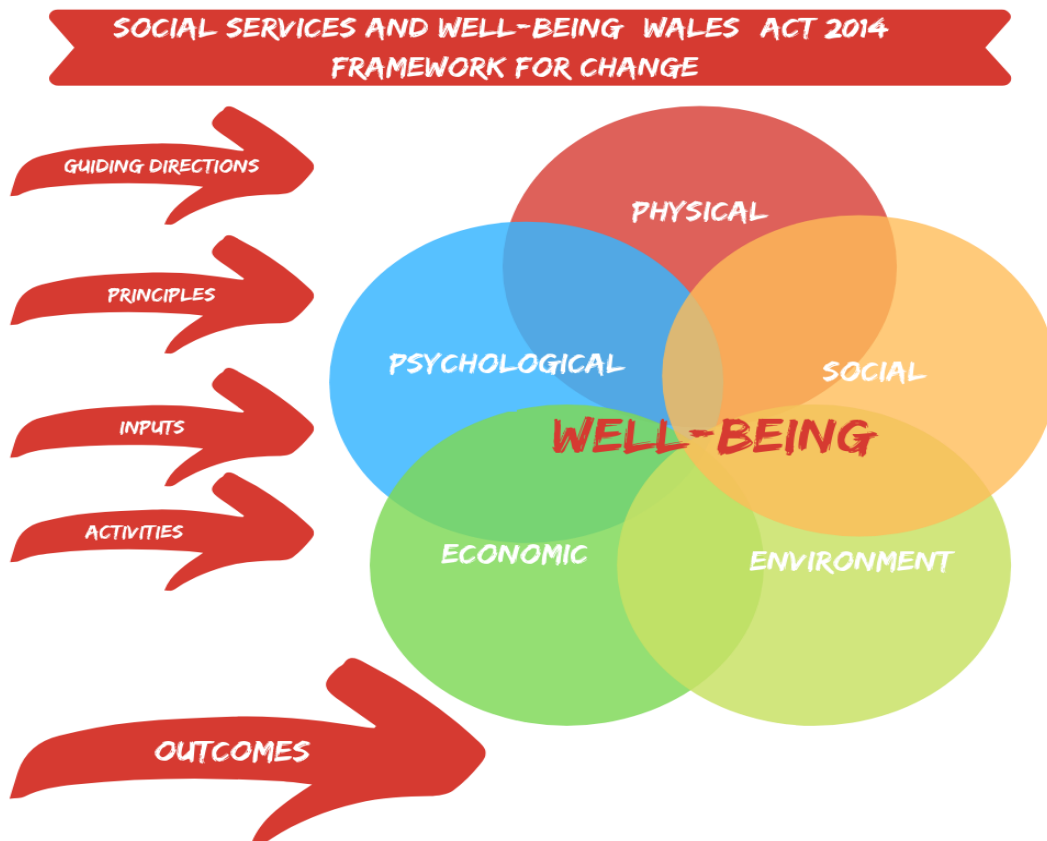 SOCIAL SERVICES AND WELL-BEING WALES ACT 2014
FRAMEWORK FOR CHANGE
GUIDING DIRECTIONS
PRINCIPLES
INPUTS
ACTIVITIES
OUTCOMES
PHYSICAL
PSYCHOLOGICAL
SOCIAL
WELL-BEING
ECONOMIC
ENVIRONMENT